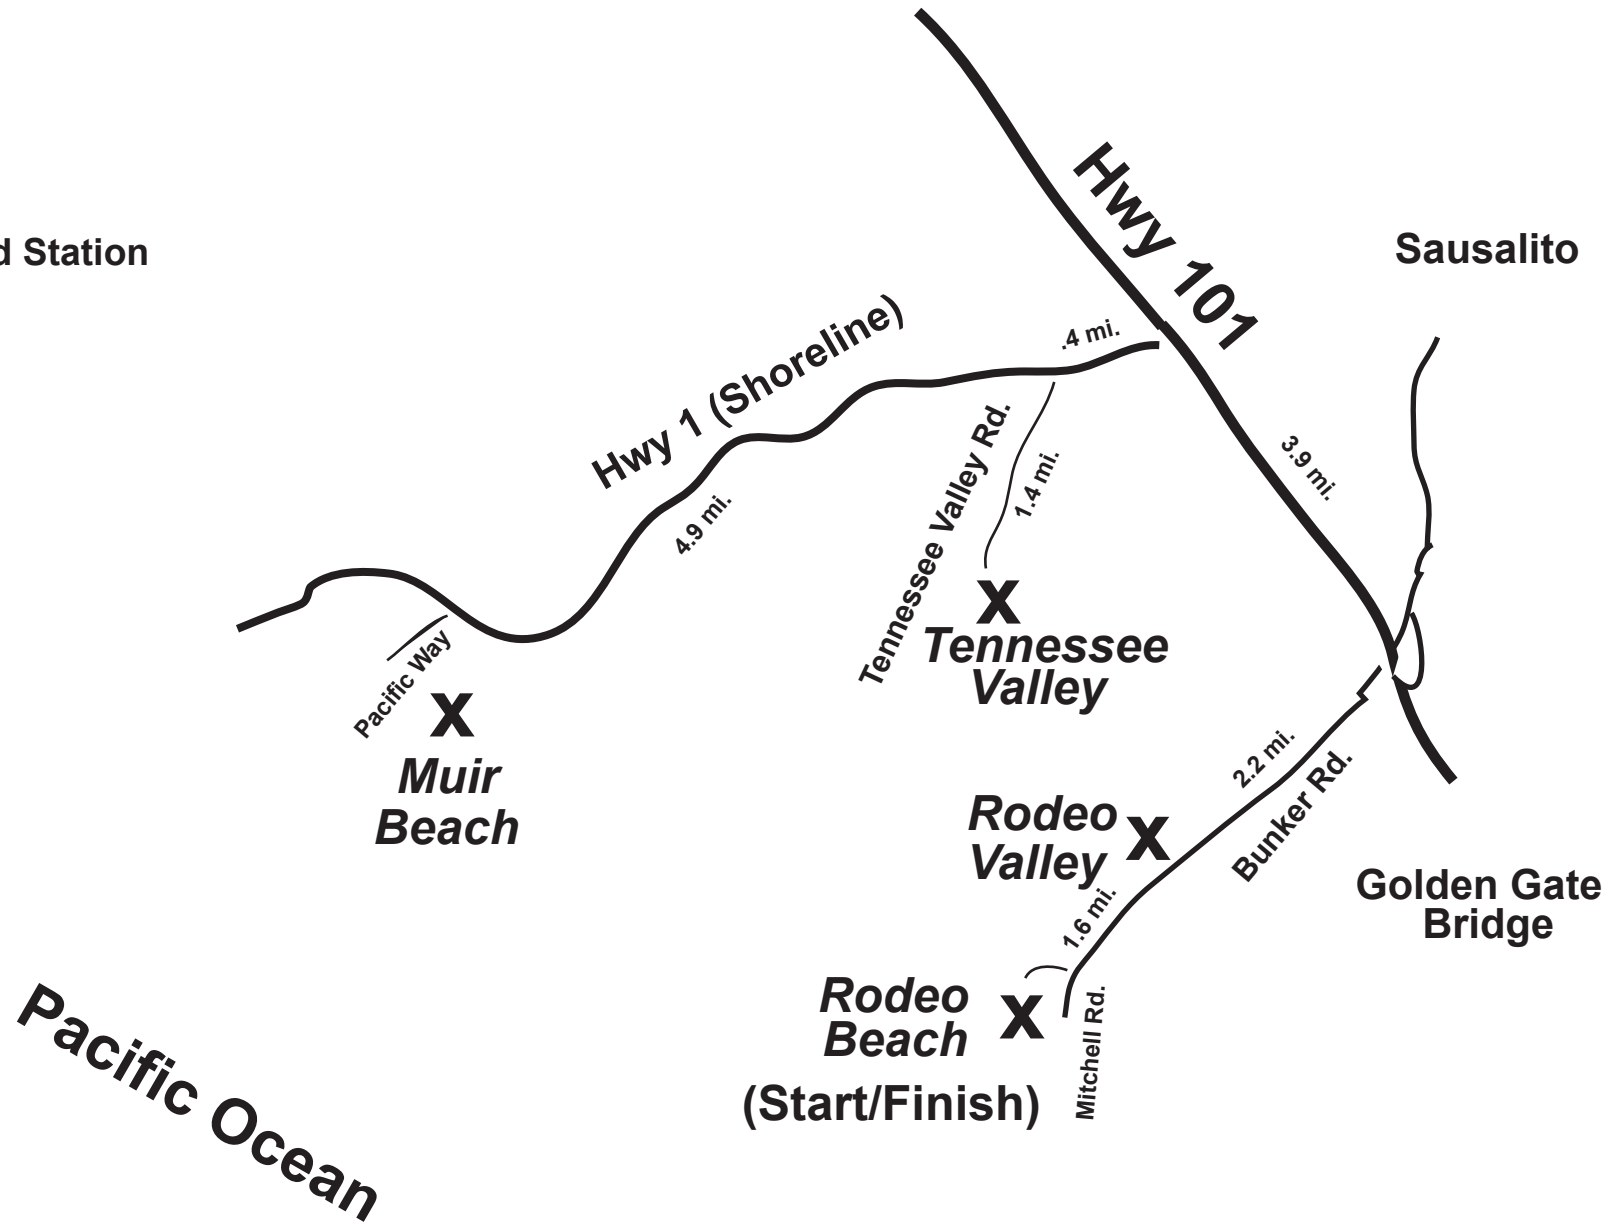 Hwy 101
d Station
Sausalito
Hwy 1 (Shoreline)
.4 mi.
Tennessee Valley Rd.
1.4 mi.
3.9 mi.
4.9 mi.
Tennessee
Valley
Pacific Way
X
X
Muir
Beach
2.2 mi.
Bunker Rd.
Rodeo
Valley
X
Golden Gate
Bridge
1.6 mi.
Rodeo
Beach
X
Mitchell Rd.
(Start/Finish)
Pacific Ocean